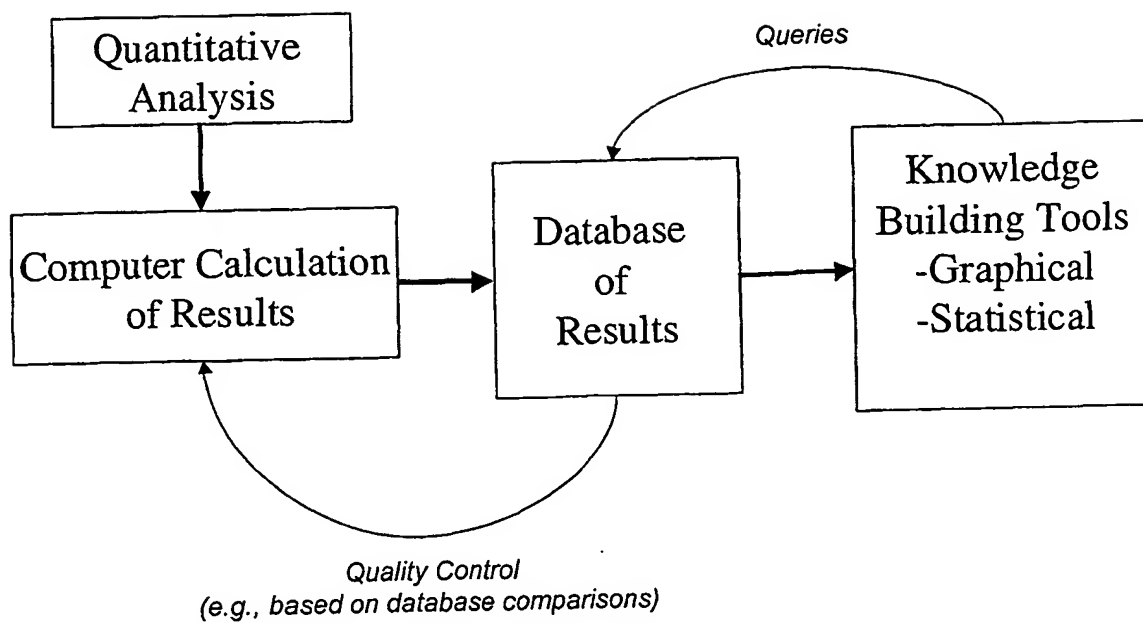 Quantitative
Analysis
Queries
Computer Calculation
of Results
Database
of
Results
Knowledge
Building Tools
-Graphical
-Statistical
Quality Control
(e.g., based on database comparisons)